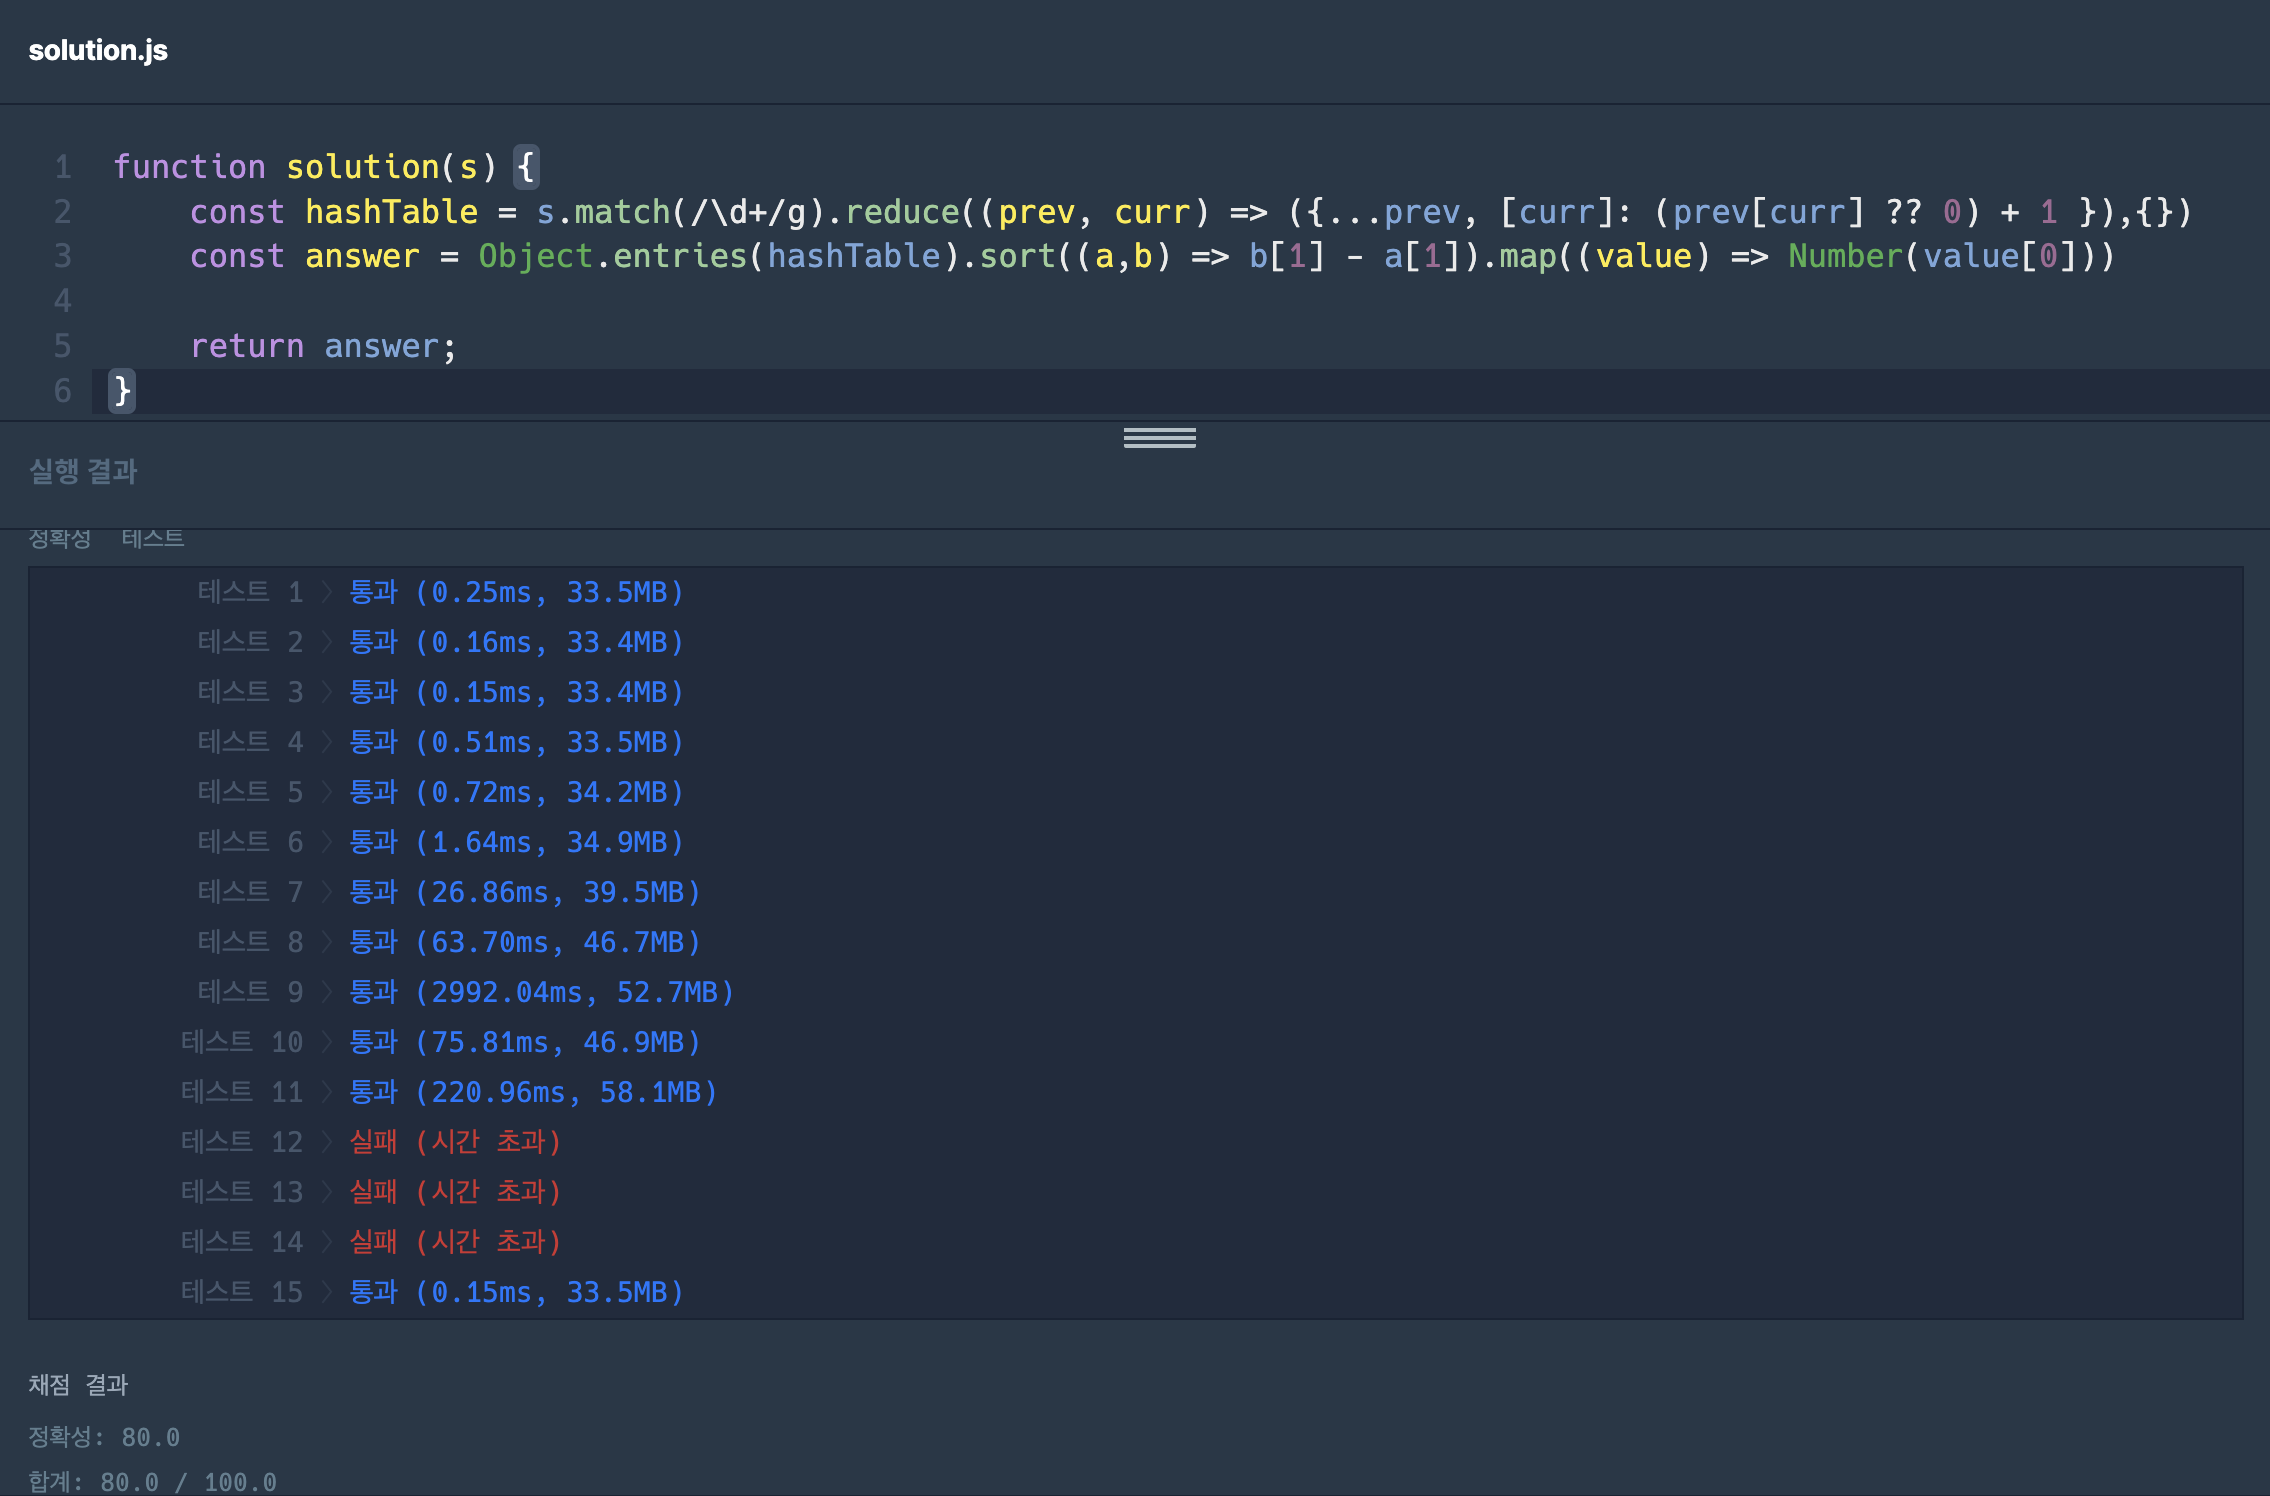 solution.js
1 function solution(s) {
2 const hashTable = s.match(/\d+/g).reduce((prev, curr) => ({...prev, [curr]: (prev[curr] ?? 0) + 1 }),{})
3 const answer = Object.entries(hashTable).sort((a,b) => b[1] - a[1]).map((value) => Number(value[0]))
4
5 return answer;
6 }
실행 결과
정확성 테스트
테스트 1 〉 통과 (0.25ms, 33.5MB)
테스트 2 〉 통과 (0.16ms, 33.4MB)
테스트 3 〉 통과 (0.15ms, 33.4MB)
테스트 4 〉 통과 (0.51ms, 33.5MB)
테스트 5 〉 통과 (0.72ms, 34.2MB)
테스트 6 〉 통과 (1.64ms, 34.9MB)
테스트 7 〉 통과 (26.86ms, 39.5MB)
테스트 8 〉 통과 (63.70ms, 46.7MB)
테스트 9 〉 통과 (2992.04ms, 52.7MB)
테스트 10 〉 통과 (75.81ms, 46.9MB)
테스트 11 〉 통과 (220.96ms, 58.1MB)
테스트 12 〉 실패 (시간 초과)
테스트 13 〉 실패 (시간 초과)
테스트 14 〉 실패 (시간 초과)
테스트 15 〉 통과 (0.15ms, 33.5MB)
채점 결과
정확성: 80.0
합계: 80.0 / 100.0